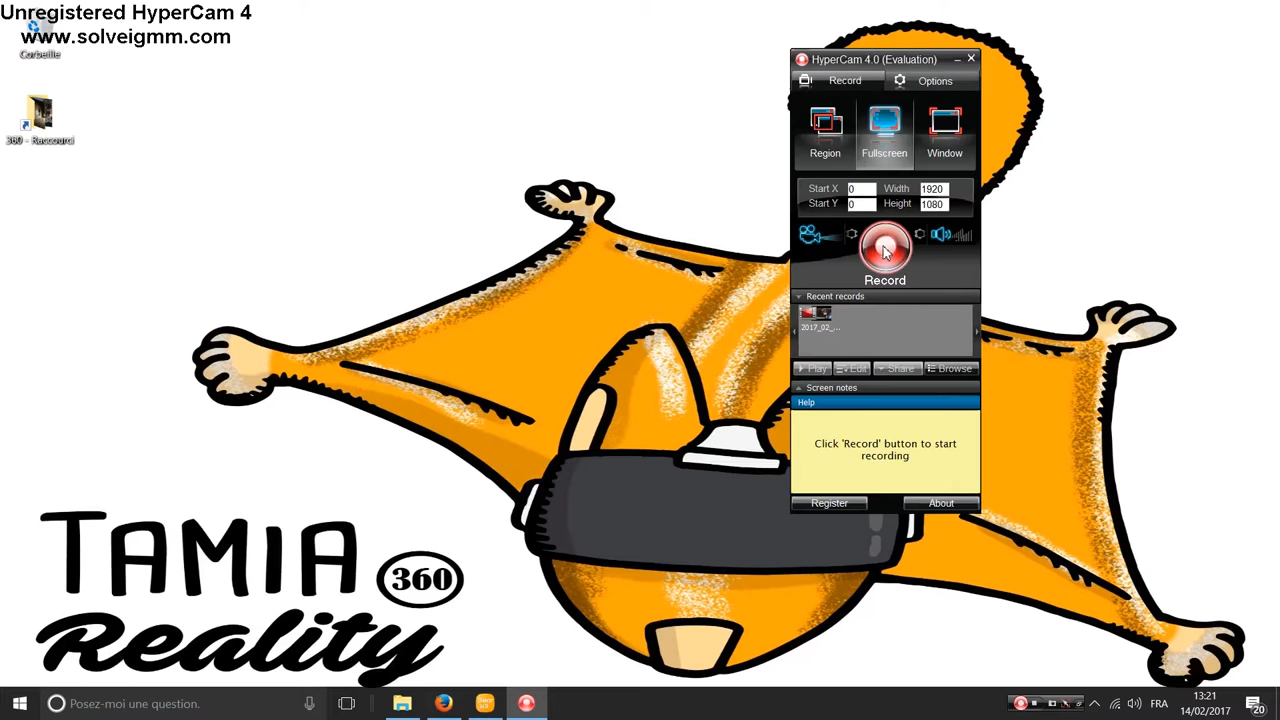 Unregistered HyperCam 4
www.solveigmm.com
Corbeille
360 - Raccourci
HyperCam 4.0 (Evaluation)
Record
Options
Region
Fullscreen
Window
Start X 0 Width 1920
Start Y 0 Height 1080
Record
Recent records
2017_02_...
Play Edit Share Browse
Screen notes
Help
Click 'Record' button to start
recording
Register
About
TAMIA
360
Reality
Posez-moi une question.
FRA
13:21
14/02/2017
20